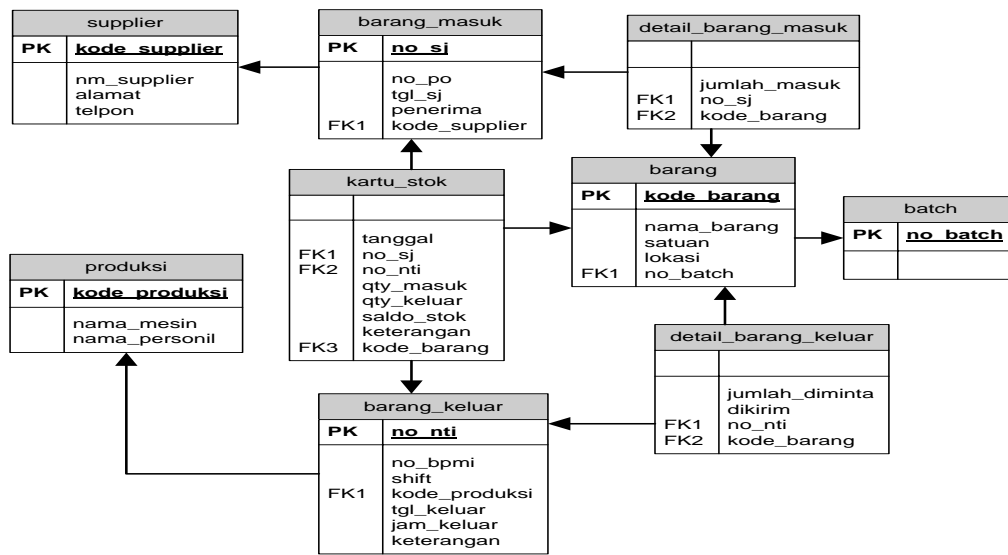 supplier
PK kode_supplier
nm_supplier
alamat
telpon
barang_masuk
PK no_sj
no_po
tgl_sj
penerima
FK1 kode_supplier
detail_barang_masuk
jumlah_masuk
FK1 no_sj
FK2 kode_barang
kartu_stok
tanggal
FK1 no_sj
FK2 no_nti
qty_masuk
qty_keluar
saldo_stok
keterangan
FK3 kode_barang
barang
PK kode_barang
nama_barang
satuan
lokasi
FK1 no_batch
batch
PK no_batch
produksi
PK kode_produksi
nama_mesin
nama_personil
detail_barang_keluar
jumlah_diminta
dikirim
FK1 no_nti
FK2 kode_barang
barang_keluar
PK no_nti
no_bpmi
shift
FK1 kode_produksi
tgl_keluar
jam_keluar
keterangan